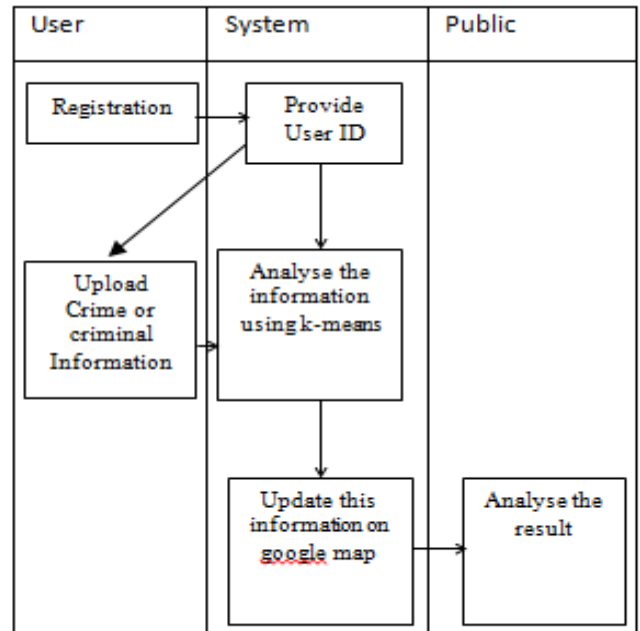 User
System
Public
Registration
Provide
User ID
Upload
Crime or
criminal
Information
Analyse the
information
using k-means
Update this
information on
google map
Analyse the
result